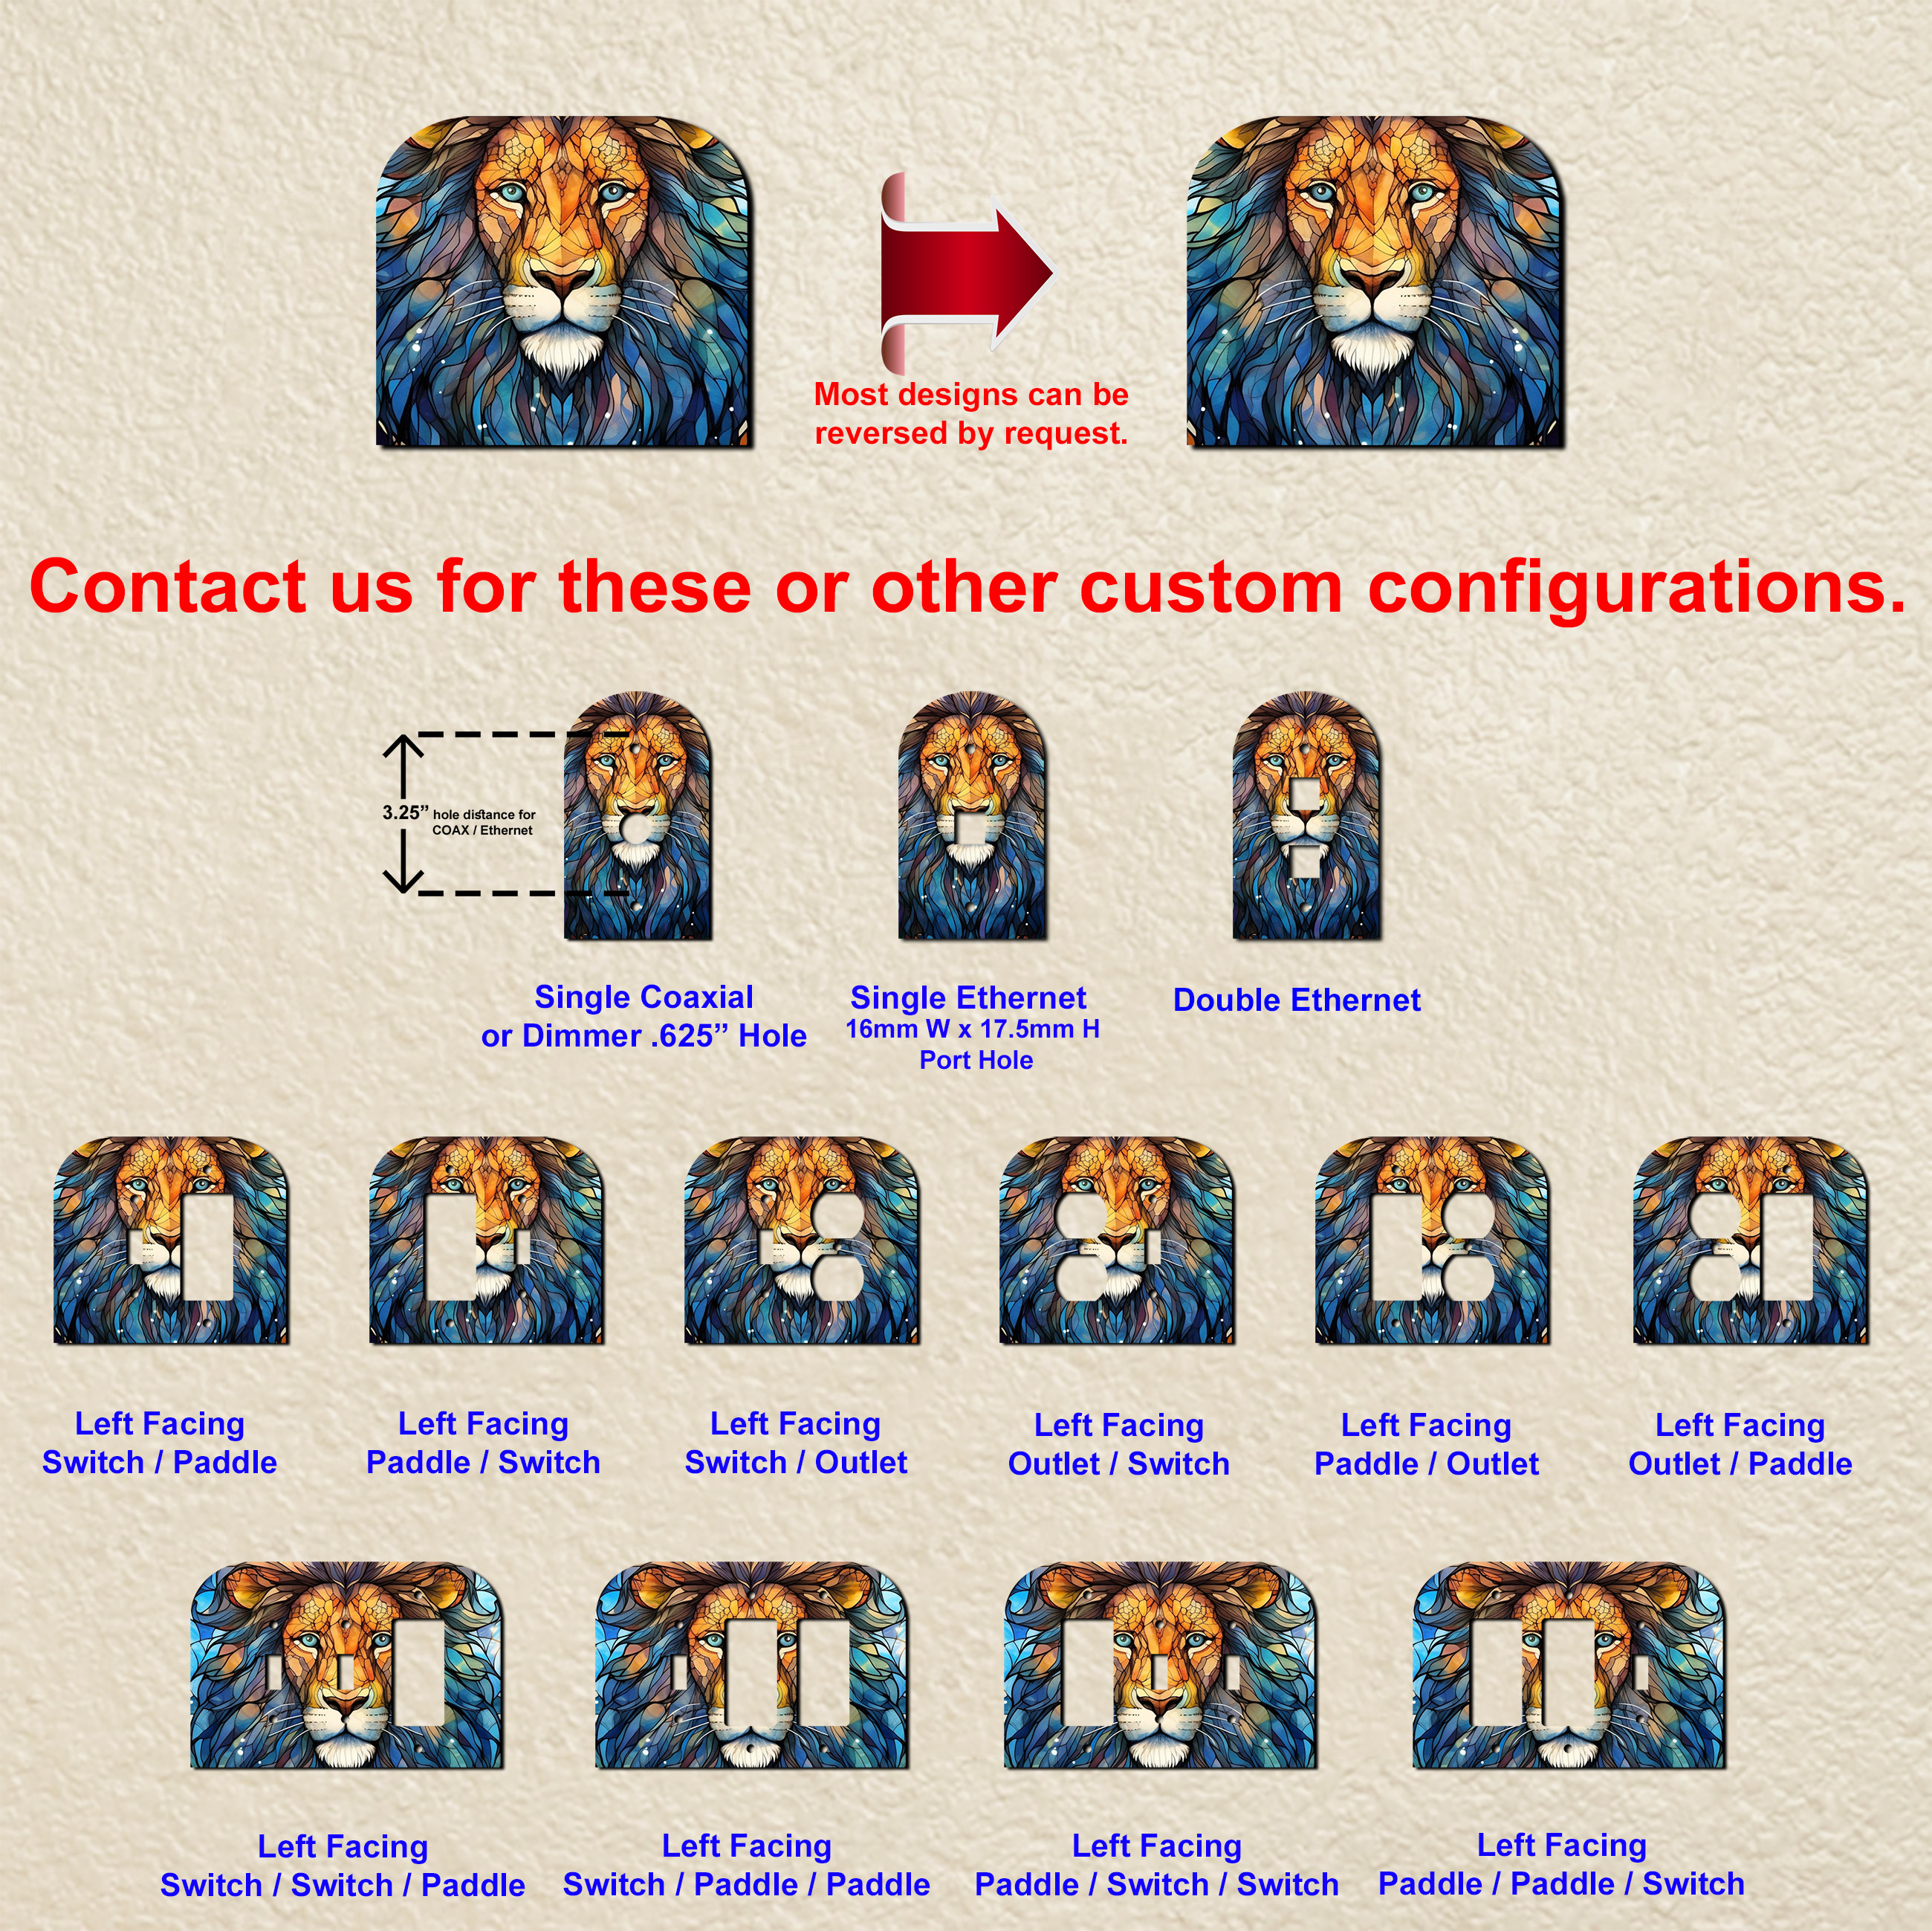 Most designs can be
reversed by request.
Contact us for these or other custom configurations.
3.25” hole distance for
COAX / Ethernet
Single Coaxial
or Dimmer .625” Hole
Single Ethernet
16mm W x 17.5mm H
Port Hole
Double Ethernet
Left Facing
Switch / Paddle
Left Facing
Paddle / Switch
Left Facing
Switch / Outlet
Left Facing
Outlet / Switch
Left Facing
Paddle / Outlet
Left Facing
Outlet / Paddle
Left Facing
Switch / Switch / Paddle
Left Facing
Switch / Paddle / Paddle
Left Facing
Paddle / Switch / Switch
Left Facing
Paddle / Paddle / Switch